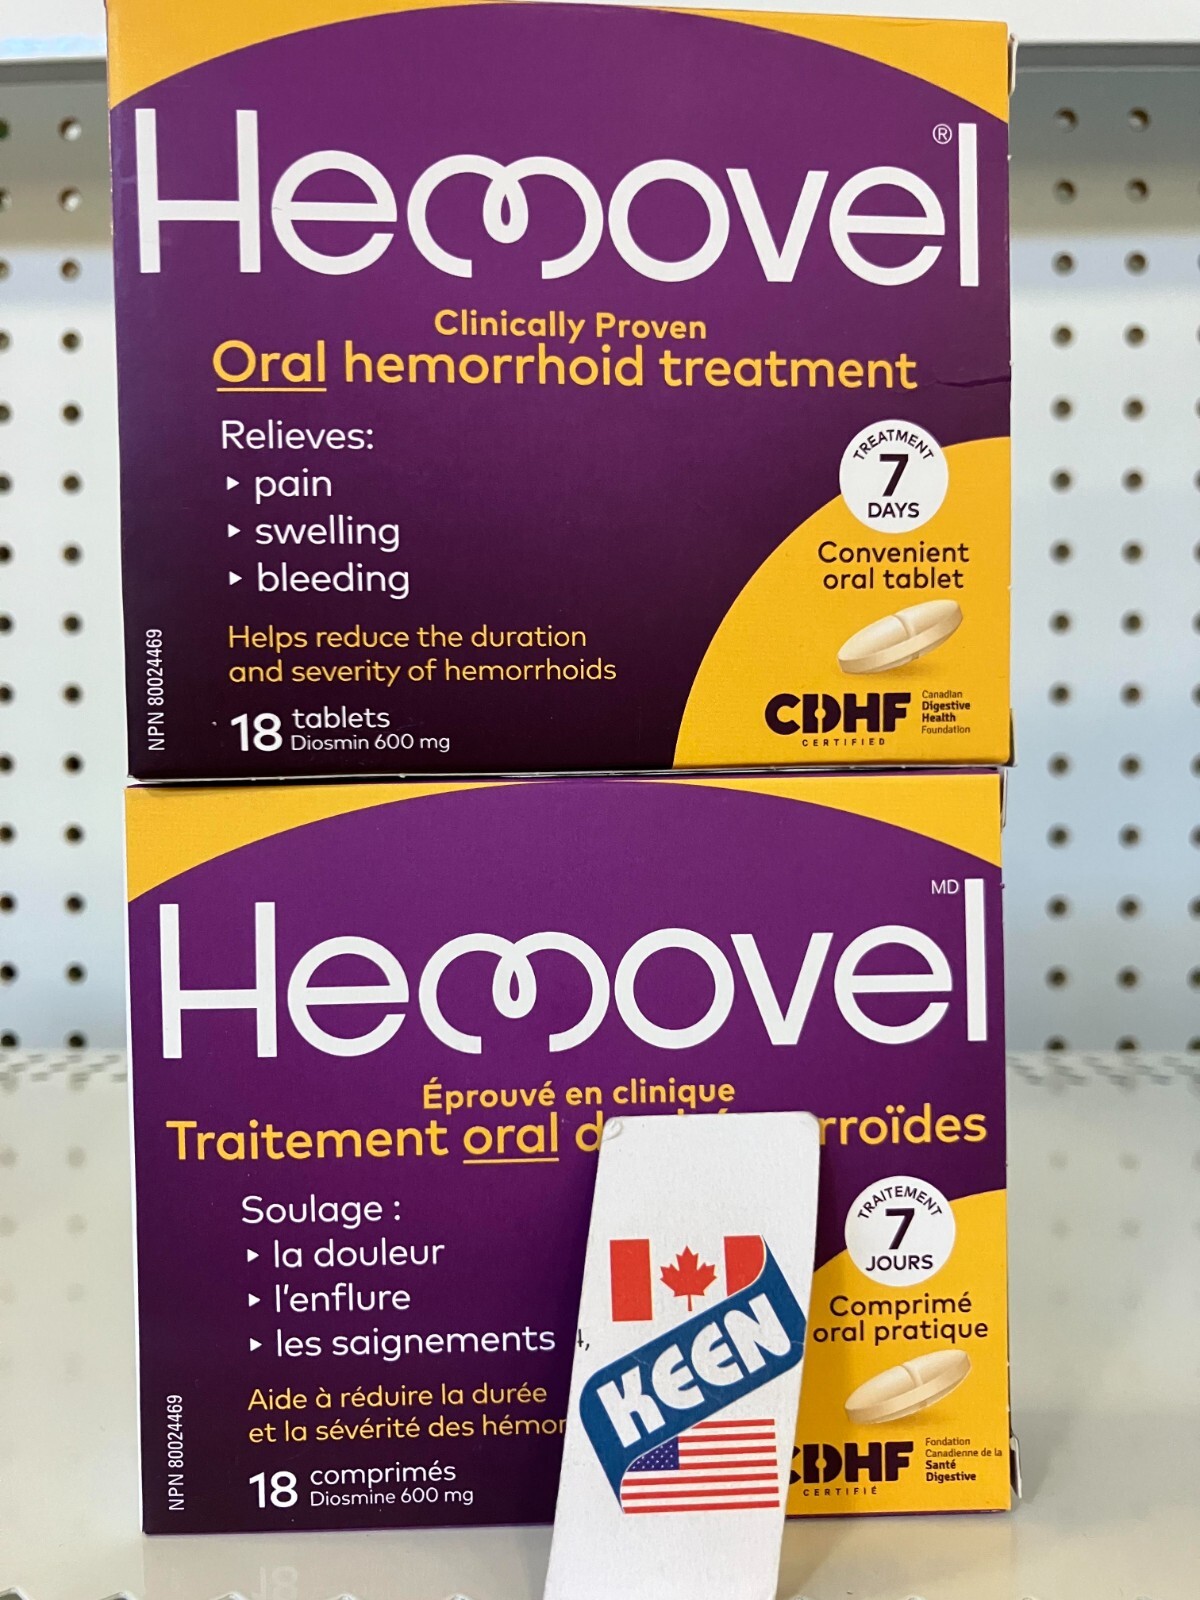 Hemovel®
Clinically Proven
Oral hemorrhoid treatment
Relieves:
▸ pain
▸ swelling
▸ bleeding
Helps reduce the duration
and severity of hemorrhoids
18 tablets
Diosmin 600 mg
NPN 80024469
TREATMENT
7
DAYS
Convenient
oral tablet
CDHF
CERTIFIED
Canadian
Digestive
Health
Foundation
Hemovel MD
Éprouvé en clinique
Traitement oral d rroïdes
Soulage :
▸ la douleur
▸ l'enflure
▸ les saignements
Aide à réduire la durée
et la sévérité des hémor
18 comprimés
Diosmine 600 mg
NPN 80024469
TRAITEMENT
7
JOURS
Comprimé
oral pratique
CDHF
CERTIFIÉ
Fondation
Canadienne de la
Santé
Digestive
KEEN
18